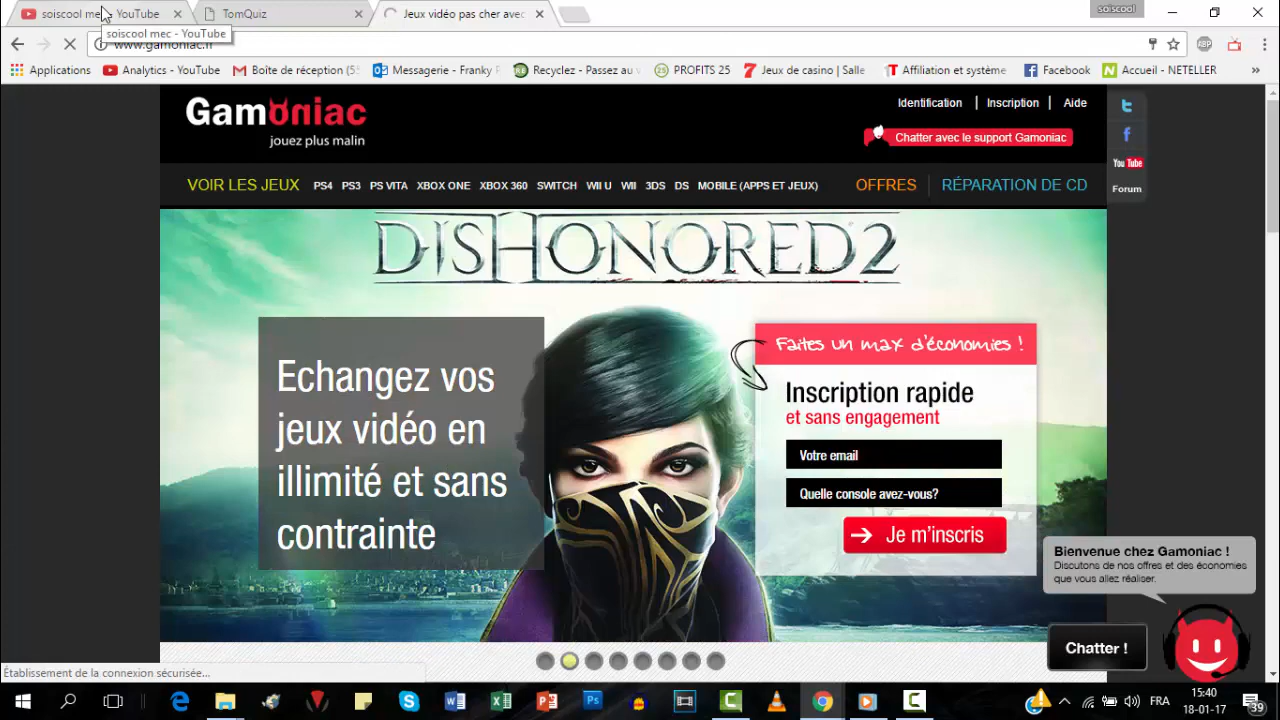 soiscool mec - YouTube
TomQuiz
Jeux vidéo pas cher avec
soiscool
soiscool mec - YouTube
www.gamoniac.fr
ABP
Applications
Analytics - YouTube
Boîte de réception (5
Messagerie - Franky
Recyclez - Passez au
25 PROFITS 25
7 Jeux de casino | Salle
Affiliation et système
Facebook
Accueil - NETELLER
»
Gamoniac
jouez plus malin
Identification | Inscription | Aide
Chatter avec le support Gamoniac
You Tube
Forum
VOIR LES JEUX PS4 PS3 PS VITA XBOX ONE XBOX 360 SWITCH WII U WII 3DS DS MOBILE (APPS ET JEUX) OFFRES RÉPARATION DE CD
DISHONORED 2
Echangez vos
jeux vidéo en
illimité et sans
contrainte
Faites un max d'économies !
Inscription rapide
et sans engagement
Votre email
Quelle console avez-vous?
Je m'inscris
Bienvenue chez Gamoniac !
Discutons de nos offres et des économies
que vous allez réaliser.
Chatter !
Établissement de la connexion sécurisée...
FRA
15:40
18-01-17
39